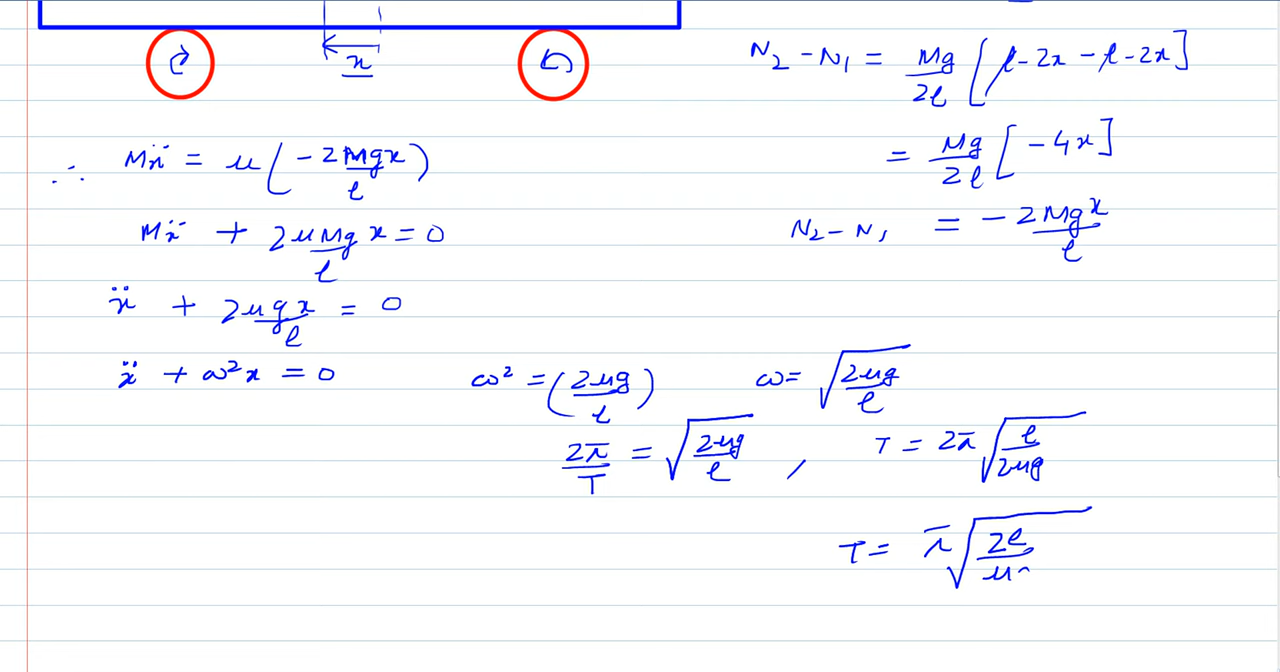 x
N₂ - N₁ = Mg/2l [l - 2x - l - 2x]
= Mg/2l [-4x]
N₂ - N₁ = -2Mgx/l
∴ Mẍ = μ(-2Mgx/l)
Mẍ + 2μMg/l x = 0
ẍ + 2μgx/l = 0
ẍ + ω²x = 0
ω² = (2μg/l) ω = √(2μg/l)
2π/T = √(2μg/l) , T = 2π√(l/2μg)
T = π√(2l/μ